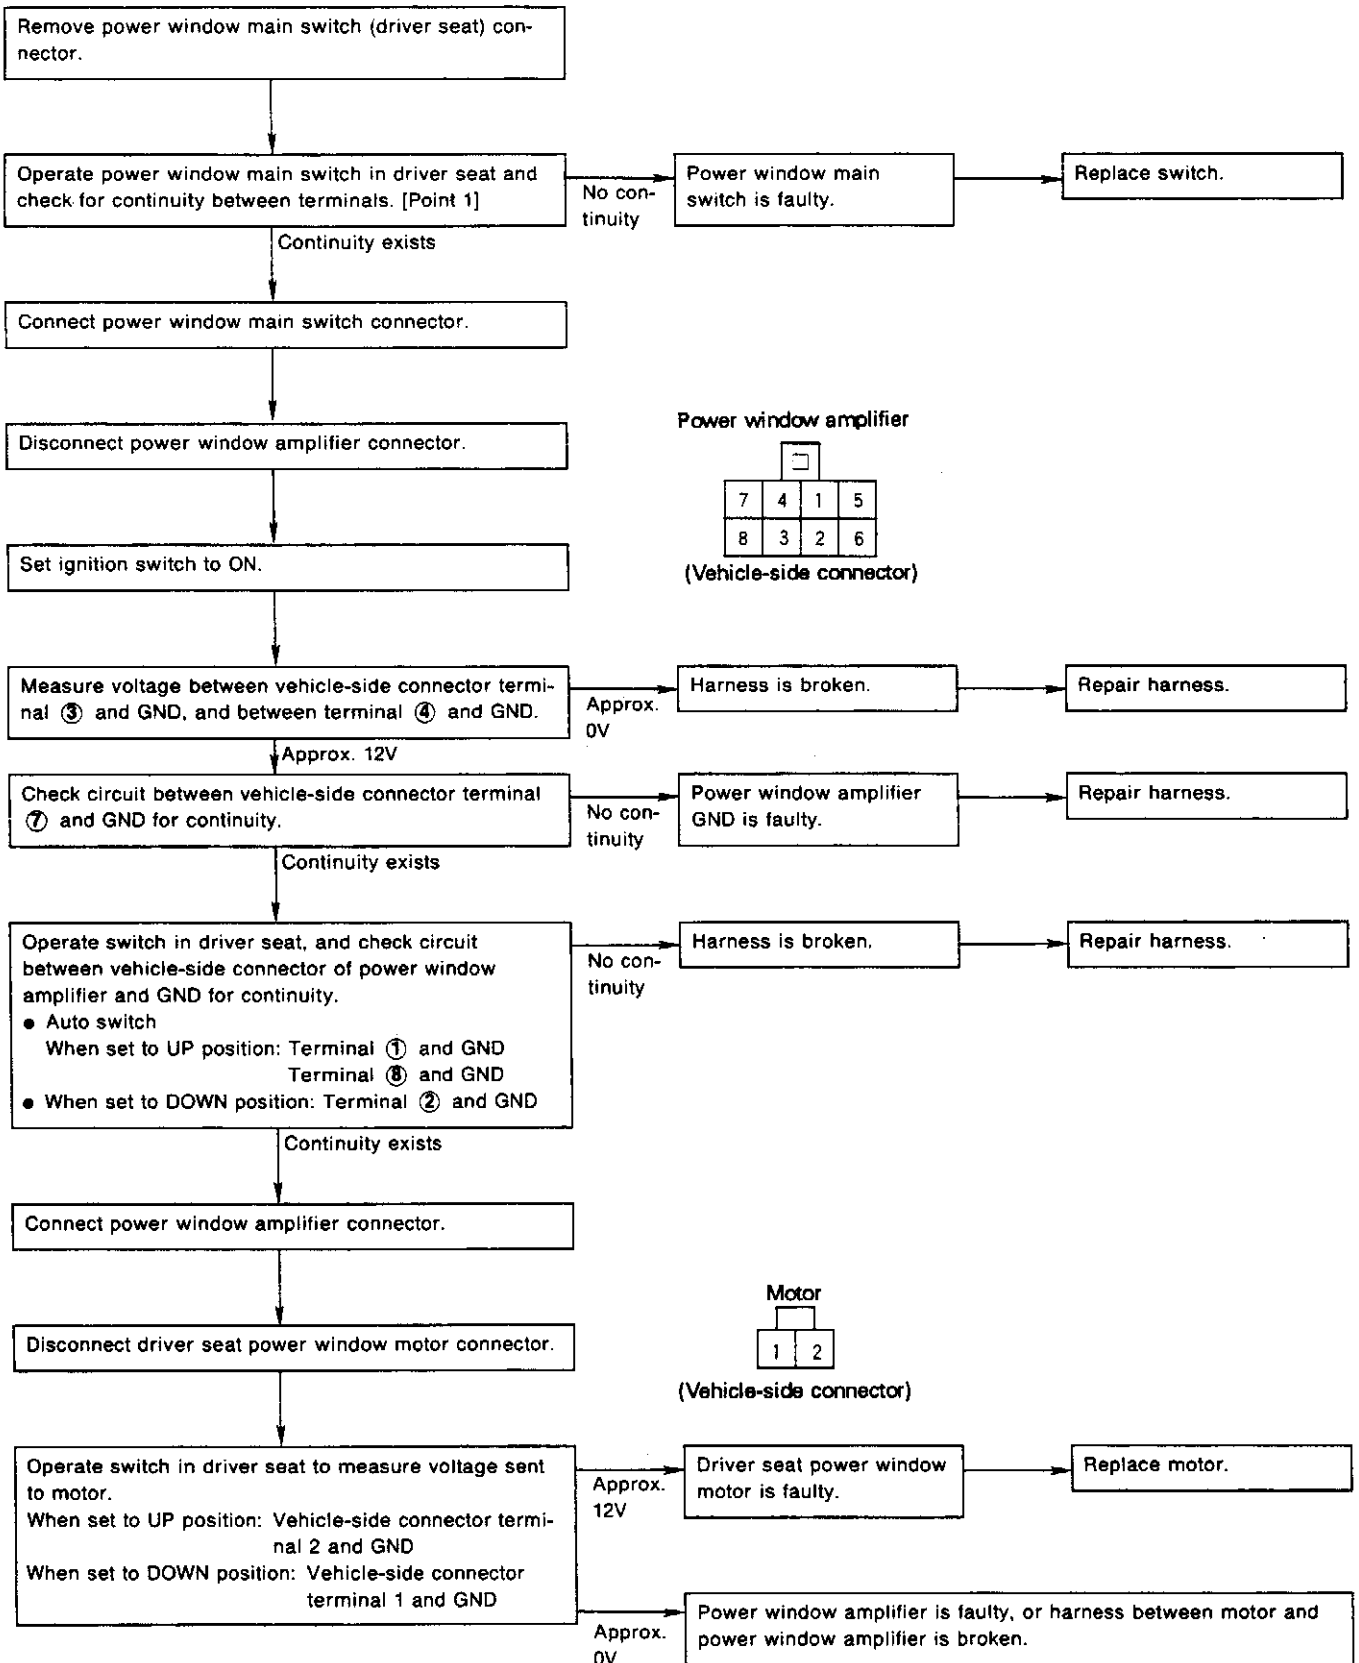 Remove power window main switch (driver seat) con-
nector.
Operate power window main switch in driver seat and
check for continuity between terminals. [Point 1]
No con-
tinuity
Power window main
switch is faulty.
Replace switch.
Continuity exists
Connect power window main switch connector.
Disconnect power window amplifier connector.
Power window amplifier
7 4 1 5
8 3 2 6
(Vehicle-side connector)
Set ignition switch to ON.
Measure voltage between vehicle-side connector termi-
nal ③ and GND, and between terminal ④ and GND.
Approx.
0V
Harness is broken.
Repair harness.
Approx. 12V
Check circuit between vehicle-side connector terminal
⑦ and GND for continuity.
No con-
tinuity
Power window amplifier
GND is faulty.
Repair harness.
Continuity exists
Operate switch in driver seat, and check circuit
between vehicle-side connector of power window
amplifier and GND for continuity.
● Auto switch
When set to UP position: Terminal ① and GND
Terminal ⑧ and GND
● When set to DOWN position: Terminal ② and GND
No con-
tinuity
Harness is broken.
Repair harness.
Continuity exists
Connect power window amplifier connector.
Disconnect driver seat power window motor connector.
Motor
1 2
(Vehicle-side connector)
Operate switch in driver seat to measure voltage sent
to motor.
When set to UP position: Vehicle-side connector termi-
nal 2 and GND
When set to DOWN position: Vehicle-side connector
terminal 1 and GND
Approx.
12V
Driver seat power window
motor is faulty.
Replace motor.
Approx.
0V
Power window amplifier is faulty, or harness between motor and
power window amplifier is broken.